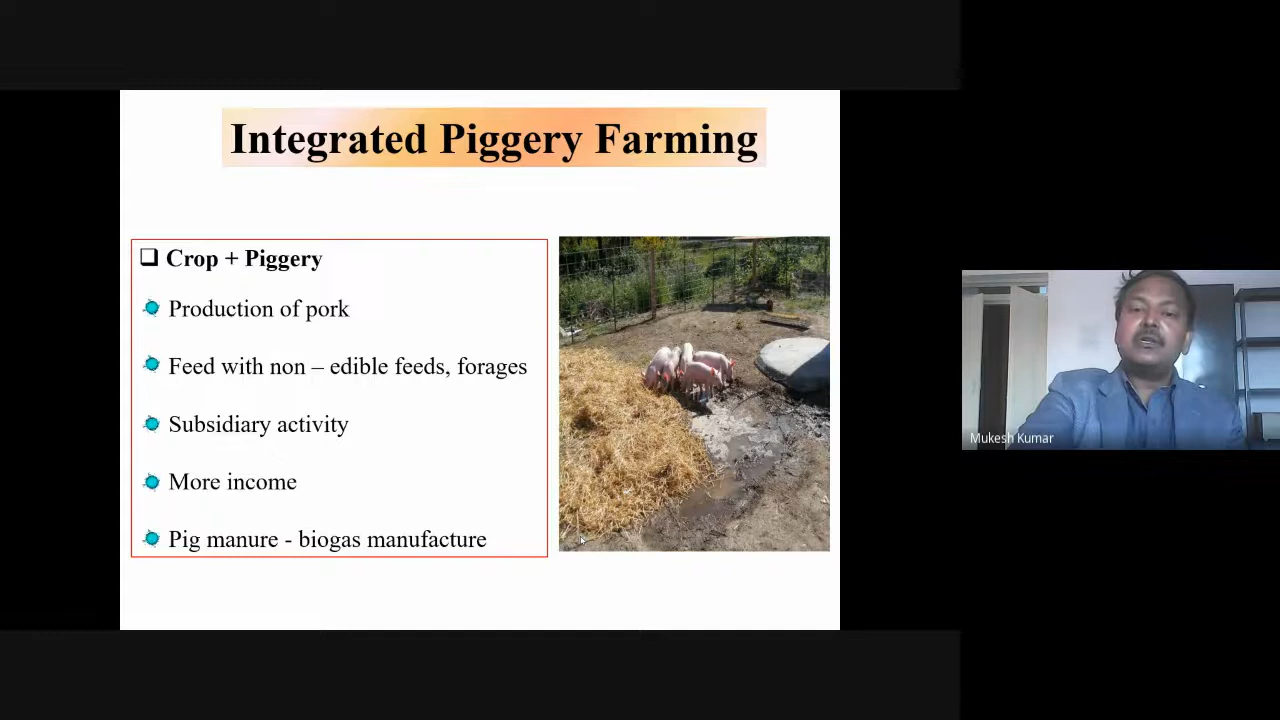 Integrated Piggery Farming
❑ Crop + Piggery
Production of pork
Feed with non – edible feeds, forages
Subsidiary activity
More income
Pig manure - biogas manufacture
Mukesh Kumar